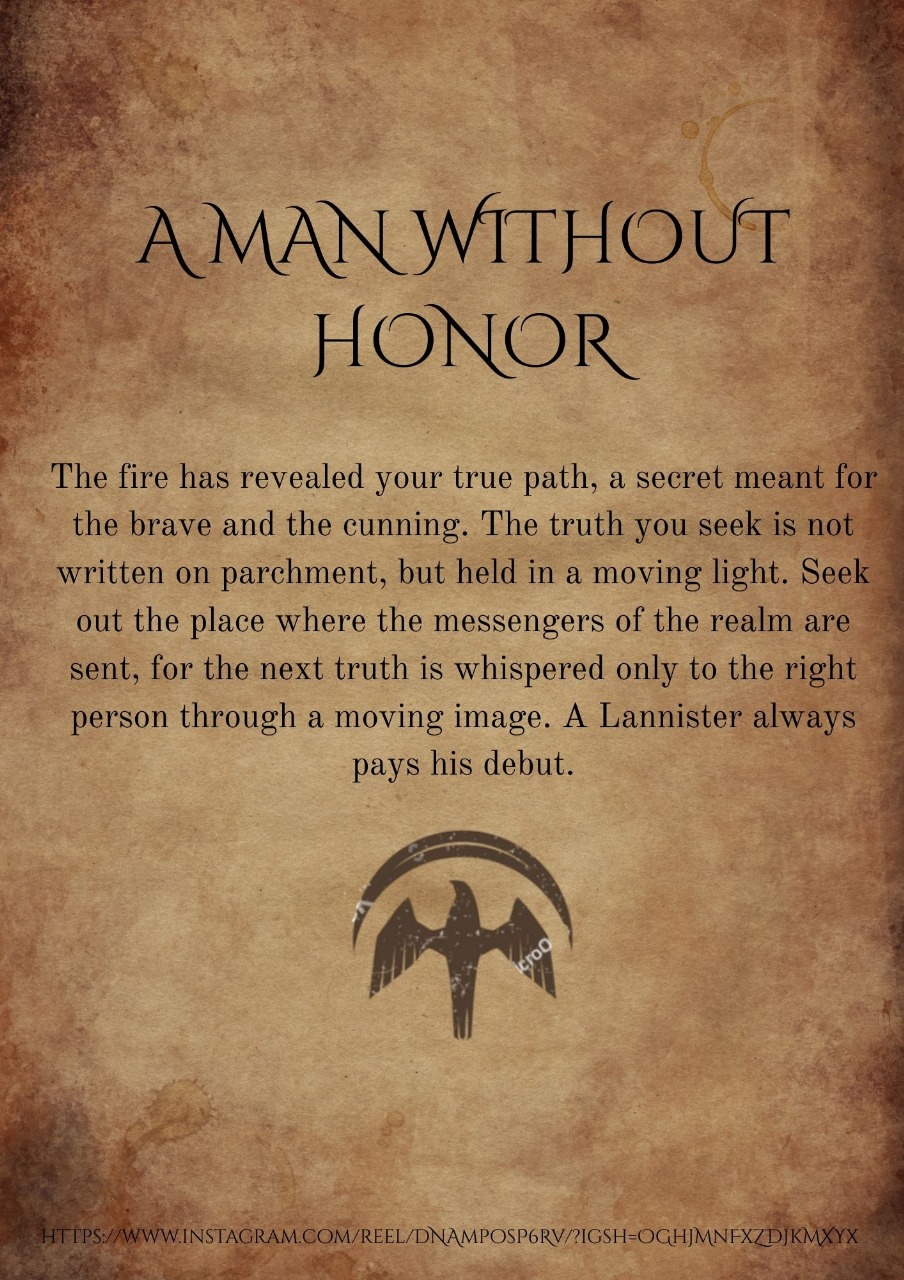 A MAN WITHOUT
HONOR
The fire has revealed your true path, a secret meant for
the brave and the cunning. The truth you seek is not
written on parchment, but held in a moving light. Seek
out the place where the messengers of the realm are
sent, for the next truth is whispered only to the right
person through a moving image. A Lannister always
pays his debut.
HTTPS://WWW.INSTAGRAM.COM/REEL/DNAMPOSP6RV/?IGSH=OGHJMNFXZDJKMXYX